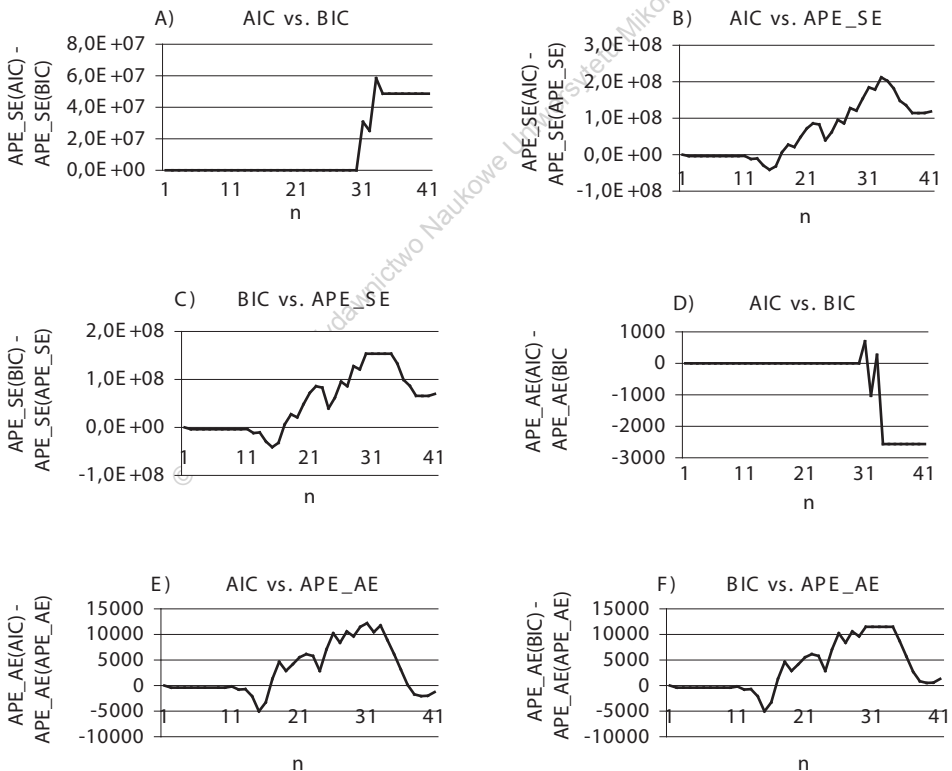 A) AIC vs. BIC
APE_SE(AIC) -
APE_SE(BIC)
8,0E+07
6,0E+07
4,0E+07
2,0E+07
0,0E+00
1 11 21 31 41
n
B) AIC vs. APE_SE
APE_SE(AIC) -
APE_SE(APE_SE)
3,0E+08
2,0E+08
1,0E+08
0,0E+00
-1,0E+08
1 11 21 31 41
n
C) BIC vs. APE_SE
APE_SE(BIC) -
APE_SE(APE_SE)
2,0E+08
1,0E+08
0,0E+00
-1,0E+08
1 11 21 31 41
n
D) AIC vs. BIC
APE_AE(AIC) -
APE_AE(BIC
1000
0
-1000
-2000
-3000
1 11 21 31 41
n
E) AIC vs. APE_AE
APE_AE(AIC) -
APE_AE(APE_AE)
15000
10000
5000
0
-5000
-10000
1 11 21 31 41
n
F) BIC vs. APE_AE
APE_AE(BIC) -
APE_AE(APE_AE)
15000
10000
5000
0
-5000
-10000
1 11 21 31 41
n
© Naukowe